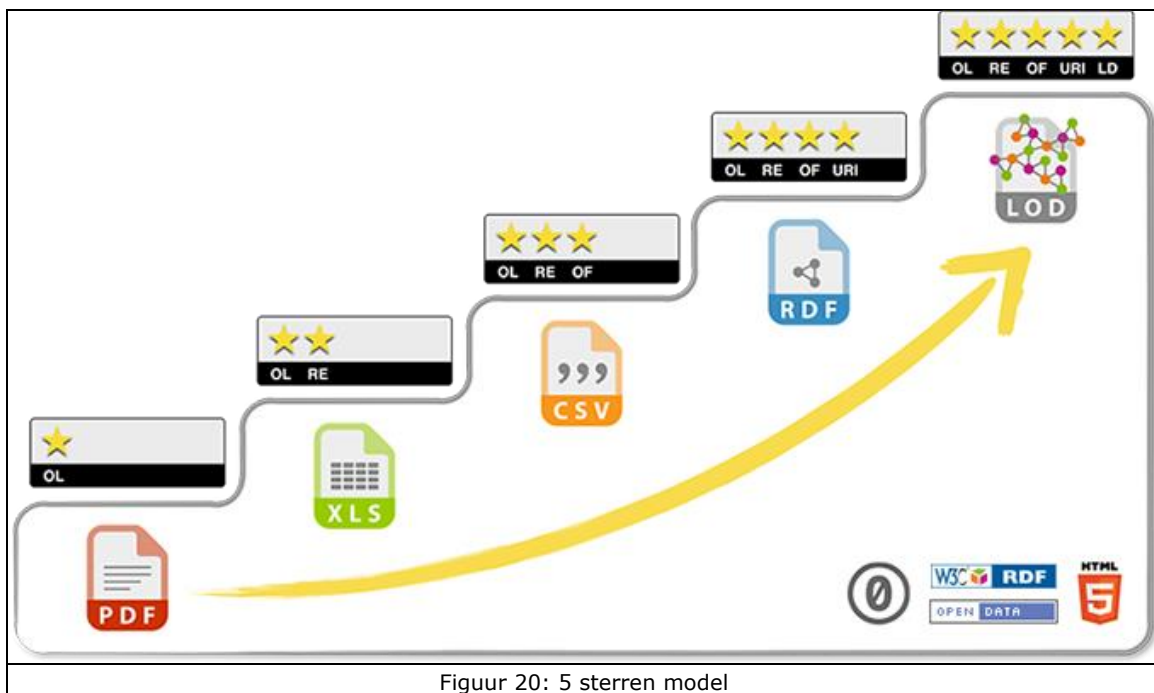 OL RE OF URI LD
LOD
OL RE OF URI
RDF
OL RE OF
,,,
CSV
OL RE
XLS
OL
PDF
0
W3C RDF
OPEN DATA
HTML
5
Figuur 20: 5 sterren model